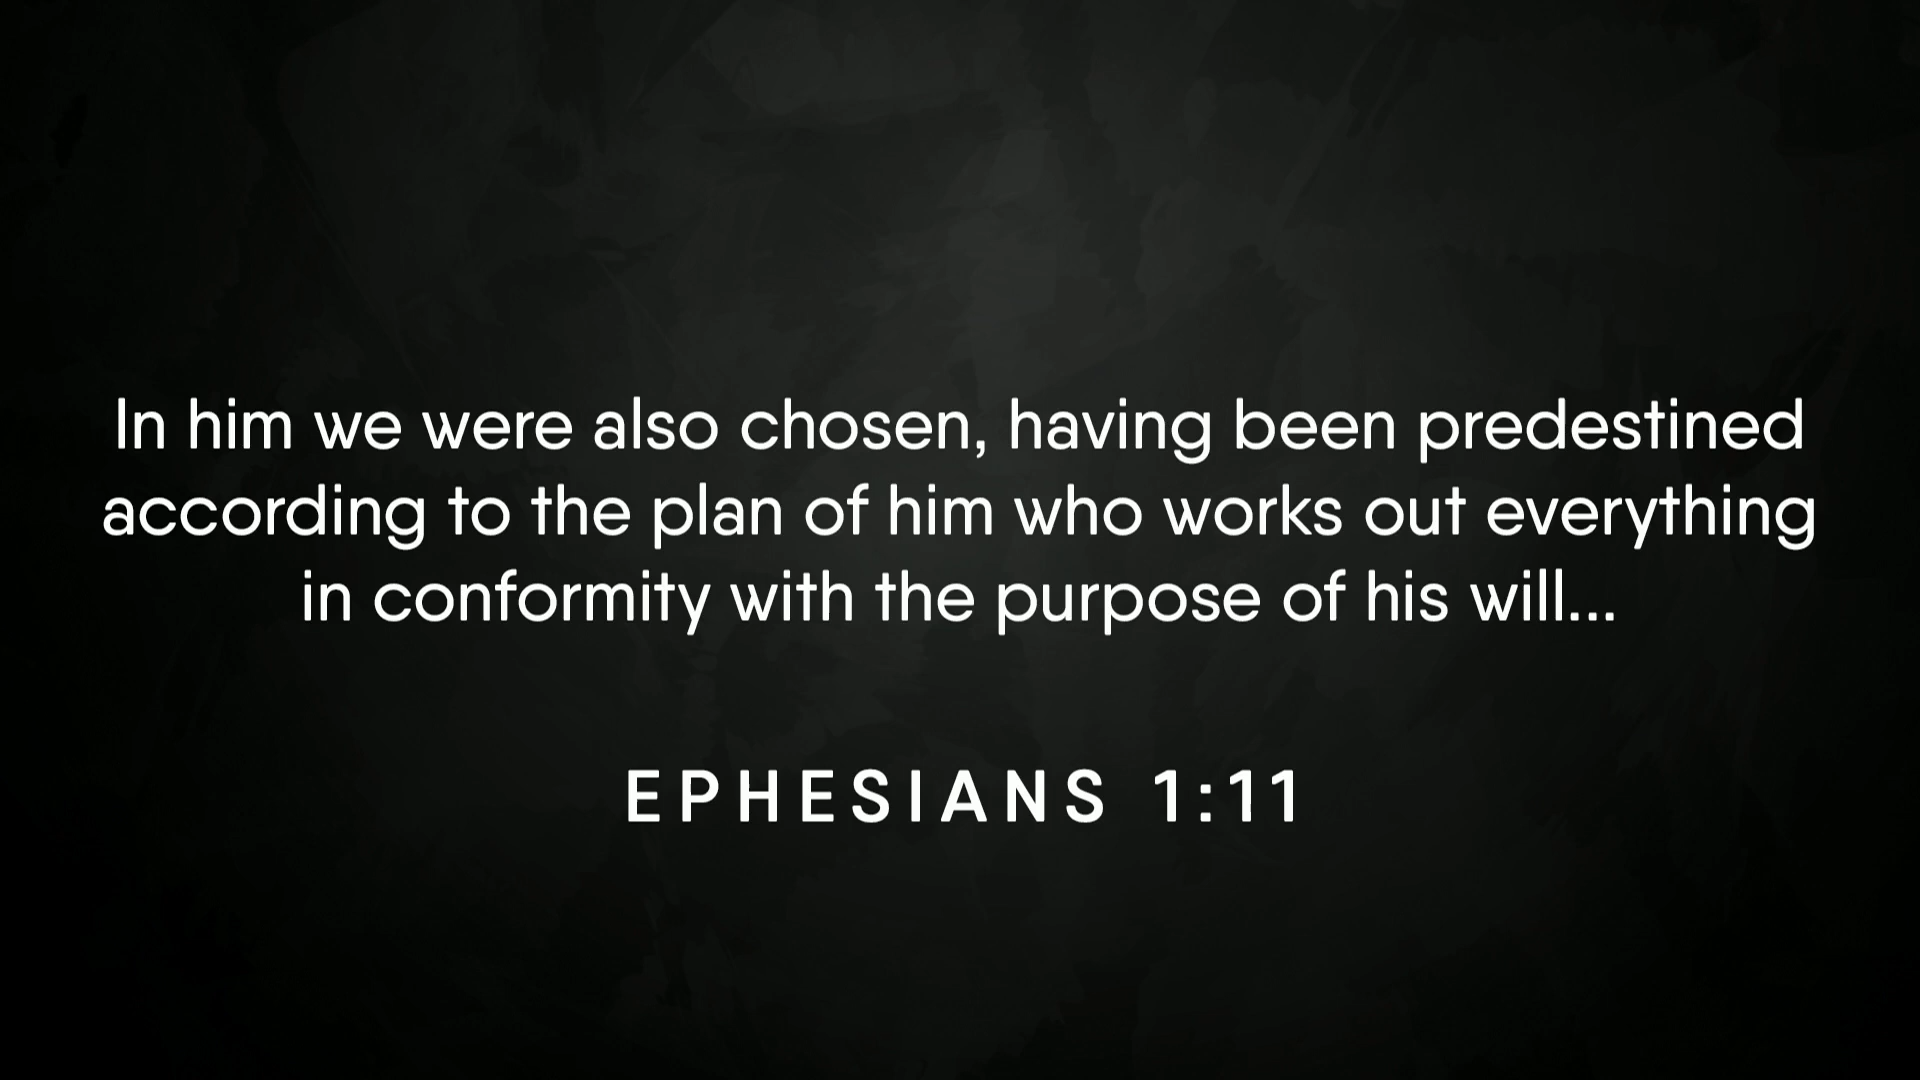 In him we were also chosen, having been predestined
according to the plan of him who works out everything
in conformity with the purpose of his will...
EPHESIANS 1:11